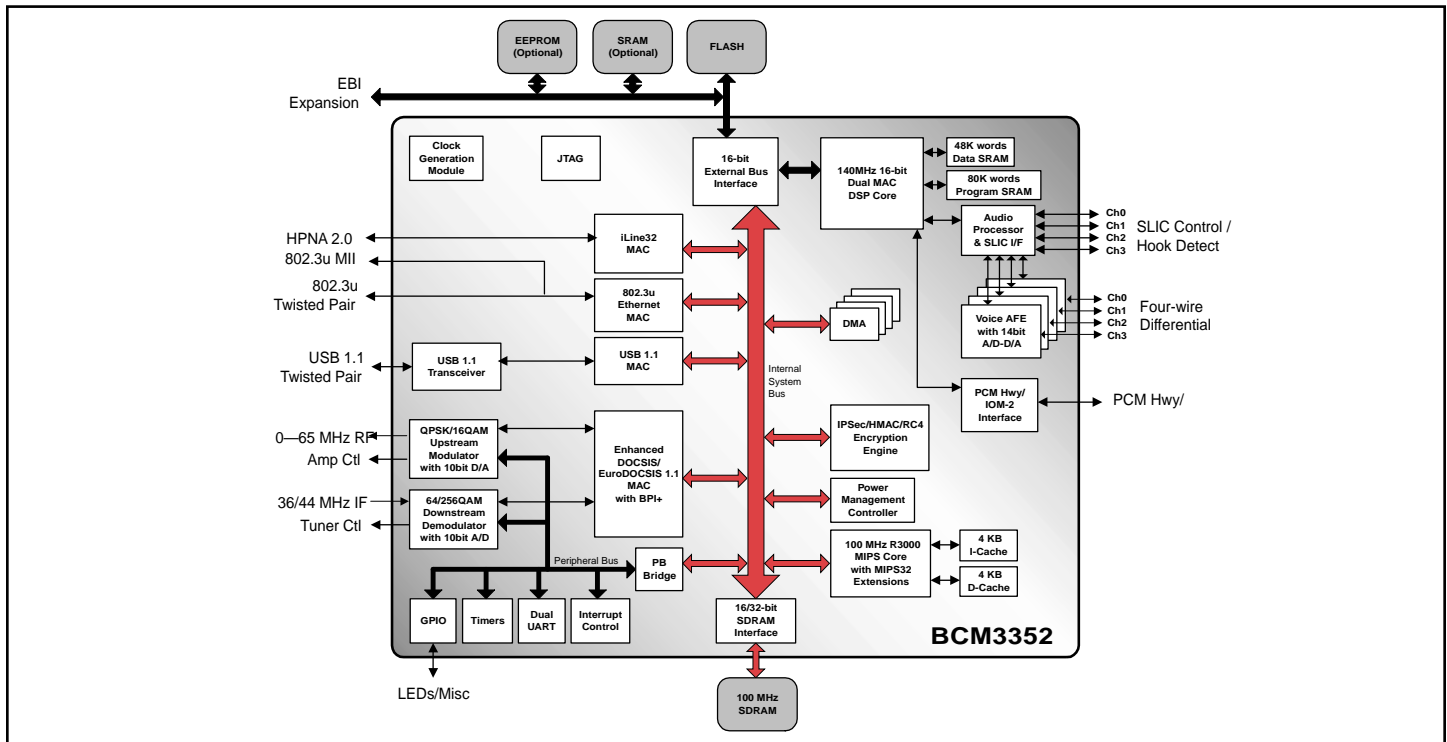 EEPROM
(Optional)
SRAM
(Optional)
FLASH
EBI
Expansion
Clock
Generation
Module
JTAG
16-bit
External Bus
Interface
140MHz 16-bit
Dual MAC
DSP Core
48K words
Data SRAM
80K words
Program SRAM
Audio
Processor
& SLIC I/F
Ch0
Ch1
Ch2
Ch3
SLIC Control /
Hook Detect
HPNA 2.0
802.3u MII
802.3u
Twisted Pair
iLine32
MAC
802.3u
Ethernet
MAC
DMA
Voice AFE
with 14bit
A/D-D/A
Ch0
Ch1
Ch2
Ch3
Four-wire
Differential
USB 1.1
Twisted Pair
USB 1.1
Transceiver
USB 1.1
MAC
Internal
System
Bus
PCM Hwy/
IOM-2
Interface
PCM Hwy/
0—65 MHz RF
Amp Ctl
QPSK/16QAM
Upstream
Modulator
with 10bit D/A
Enhanced
DOCSIS/
EuroDOCSIS 1.1
MAC
with BPI+
IPSec/HMAC/RC4
Encryption
Engine
36/44 MHz IF
Tuner Ctl
64/256QAM
Downstream
Demodulator
with 10bit A/D
Power
Management
Controller
Peripheral Bus
PB
Bridge
100 MHz R3000
MIPS Core
with MIPS32
Extensions
4 KB
I-Cache
4 KB
D-Cache
GPIO
Timers
Dual
UART
Interrupt
Control
16/32-bit
SDRAM
Interface
BCM3352
LEDs/Misc
100 MHz
SDRAM